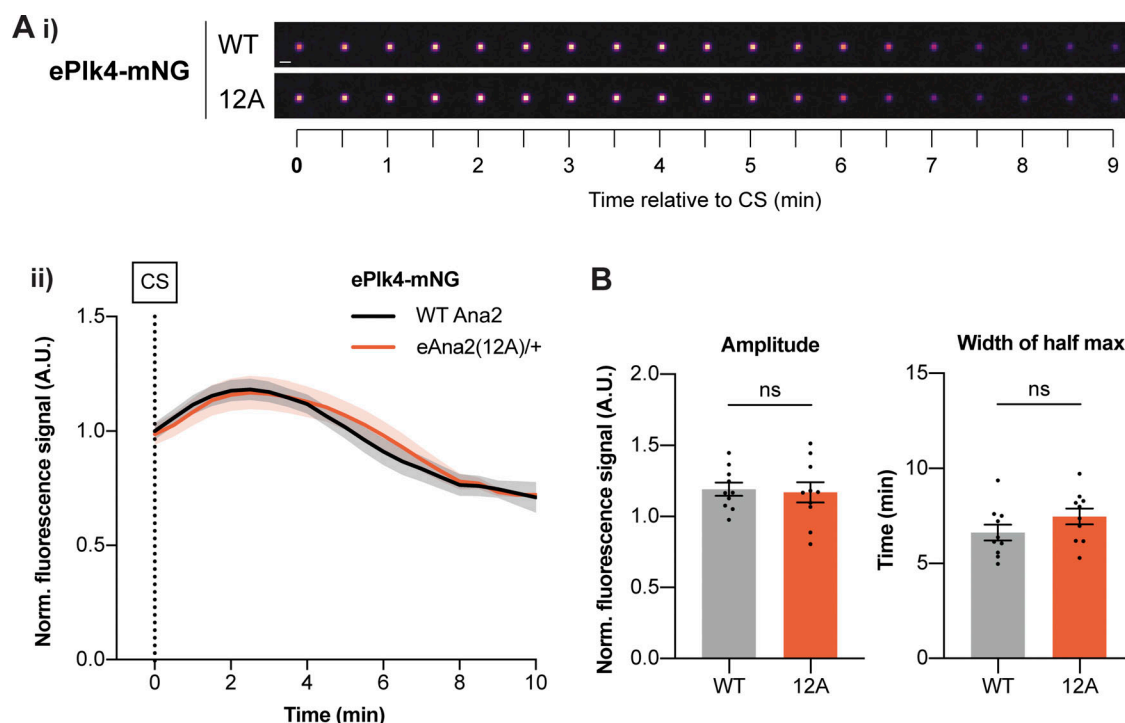 A i)
ePlk4-mNG
WT
12A
0 1 2 3 4 5 6 7 8 9
Time relative to CS (min)
ii)
CS
ePlk4-mNG
WT Ana2
eAna2(12A)/+
Norm. fluorescence signal (A.U.)
1.5
1.0
0.5
0.0
0 2 4 6 8 10
Time (min)
B
Amplitude
ns
Norm. fluorescence signal (A.U.)
2.0
1.5
1.0
0.5
0.0
WT 12A
Width of half max
ns
Time (min)
15
10
5
0
WT 12A